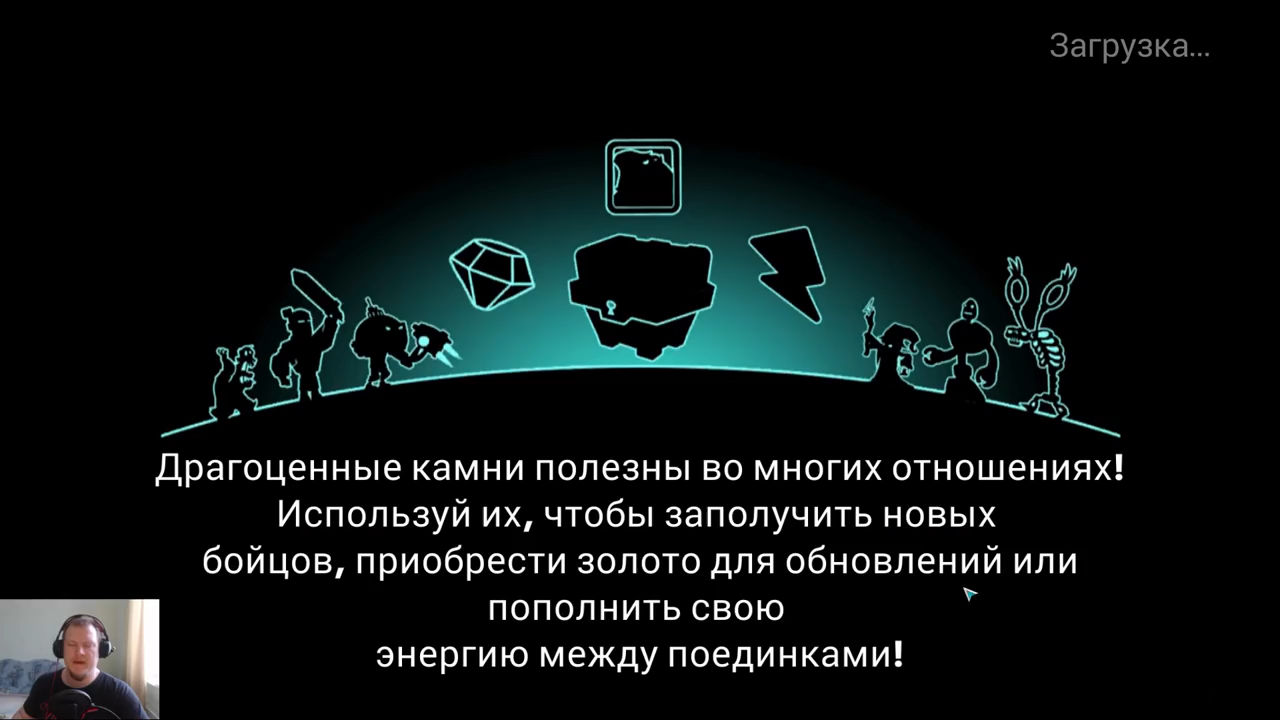 Загрузка...
Драгоценные камни полезны во многих отношениях!
Используй их, чтобы заполучить новых
бойцов, приобрести золото для обновлений или
пополнить свою
энергию между поединками!